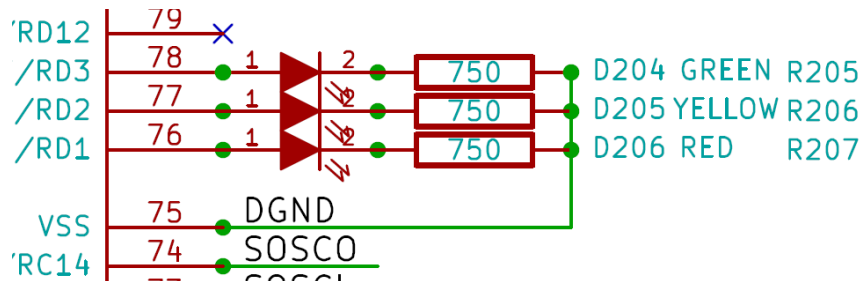 79
/RD12
78 1 2 750 D204 GREEN R205
/RD3
77 1 2 750 D205 YELLOW R206
/RD2
76 1 2 750 D206 RED R207
/RD1
75 DGND
VSS
74 SOSCO
/RC14